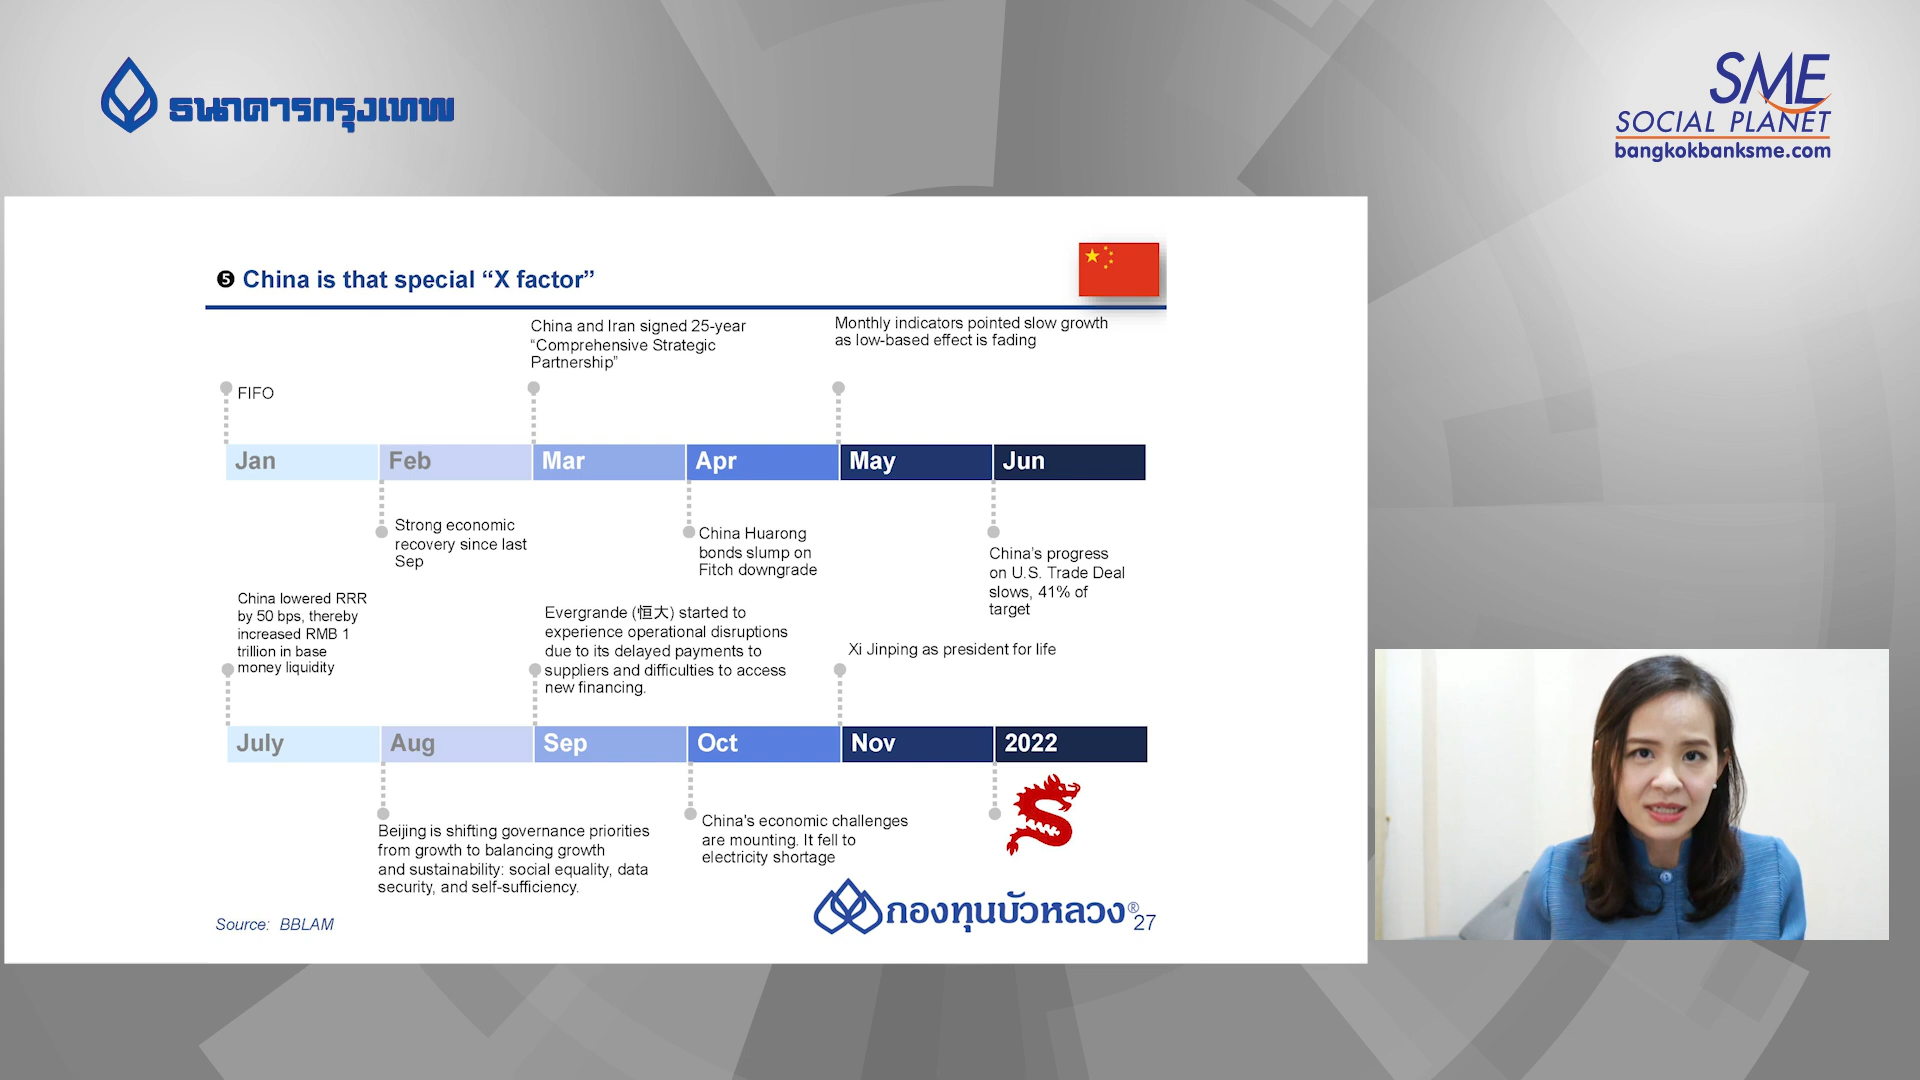 ธนาคารกรุงเทพ
SME
SOCIAL PLANET
bangkokbanksme.com
❺ China is that special “X factor”
FIFO
China and Iran signed 25-year
“Comprehensive Strategic
Partnership”
Monthly indicators pointed slow growth
as low-based effect is fading
Jan
Feb
Mar
Apr
May
Jun
Strong economic
recovery since last
Sep
China Huarong
bonds slump on
Fitch downgrade
China’s progress
on U.S. Trade Deal
slows, 41% of
target
China lowered RRR
by 50 bps, thereby
increased RMB 1
trillion in base
money liquidity
Evergrande (恒大) started to
experience operational disruptions
due to its delayed payments to
suppliers and difficulties to access
new financing.
Xi Jinping as president for life
July
Aug
Sep
Oct
Nov
2022
Beijing is shifting governance priorities
from growth to balancing growth
and sustainability: social equality, data
security, and self-sufficiency.
China's economic challenges
are mounting. It fell to
electricity shortage
Source: BBLAM
กองทุนบัวหลวง®
27